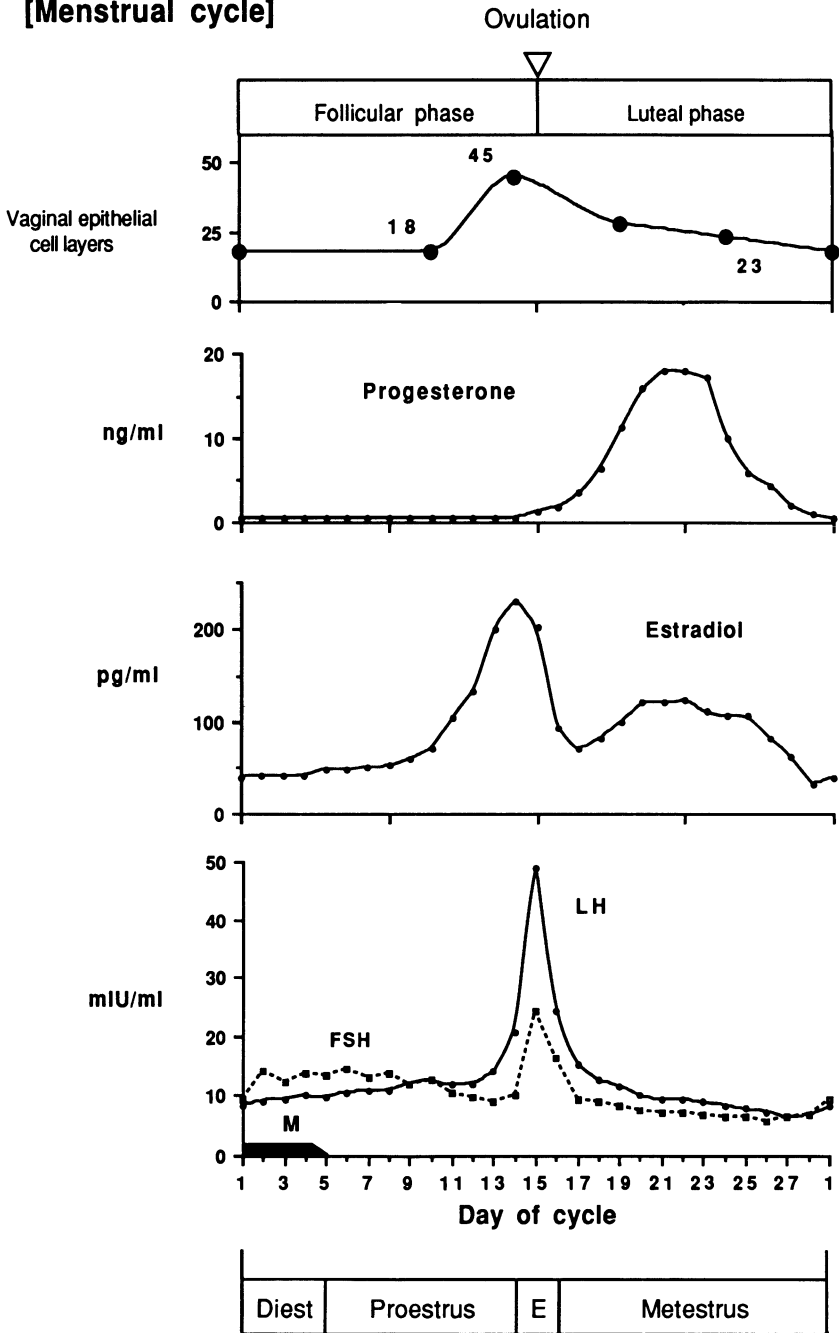 [Menstrual cycle]
Ovulation
Follicular phase
Luteal phase
Vaginal epithelial
cell layers
50
25
0
18
45
23
20
10
0
ng/ml
Progesterone
200
100
0
pg/ml
Estradiol
50
40
30
20
10
0
mIU/ml
LH
FSH
M
1 3 5 7 9 11 13 15 17 19 21 23 25 27 1
Day of cycle
Diest Proestrus E Metestrus